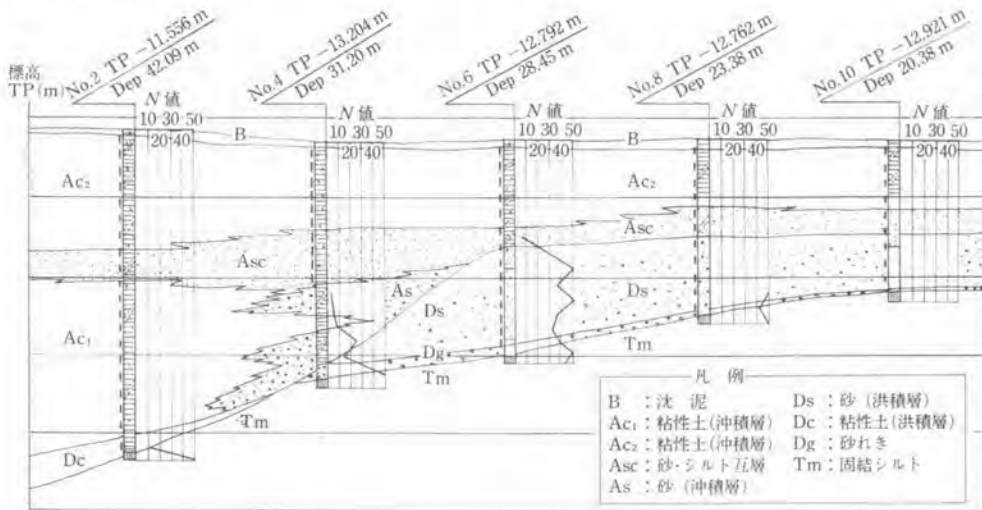 No.2 TP −11.556 m
Dep 42.09 m
No.4 TP −13.204 m
Dep 31.20 m
No.6 TP −12.792 m
Dep 28.45 m
No.8 TP −12.762 m
Dep 23.38 m
No.10 TP −12.921 m
Dep 20.38 m
標高
TP(m)
N値
10 30 50
20 40
N値
10 30 50
20 40
N値
10 30 50
20 40
N値
10 30 50
20 40
N値
10 30 50
20 40
B
B
Ac₂
Ac₂
Asc
Asc
As
Ds
Ds
Ac₁
Dg
Tm
Tm
Tm
Dc
凡例
B：沈泥
Ac₁：粘性土(沖積層)
Ac₂：粘性土(沖積層)
Asc：砂・シルト互層
As：砂(沖積層)
Ds：砂(洪積層)
Dc：粘性土(洪積層)
Dg：砂れき
Tm：固結シルト